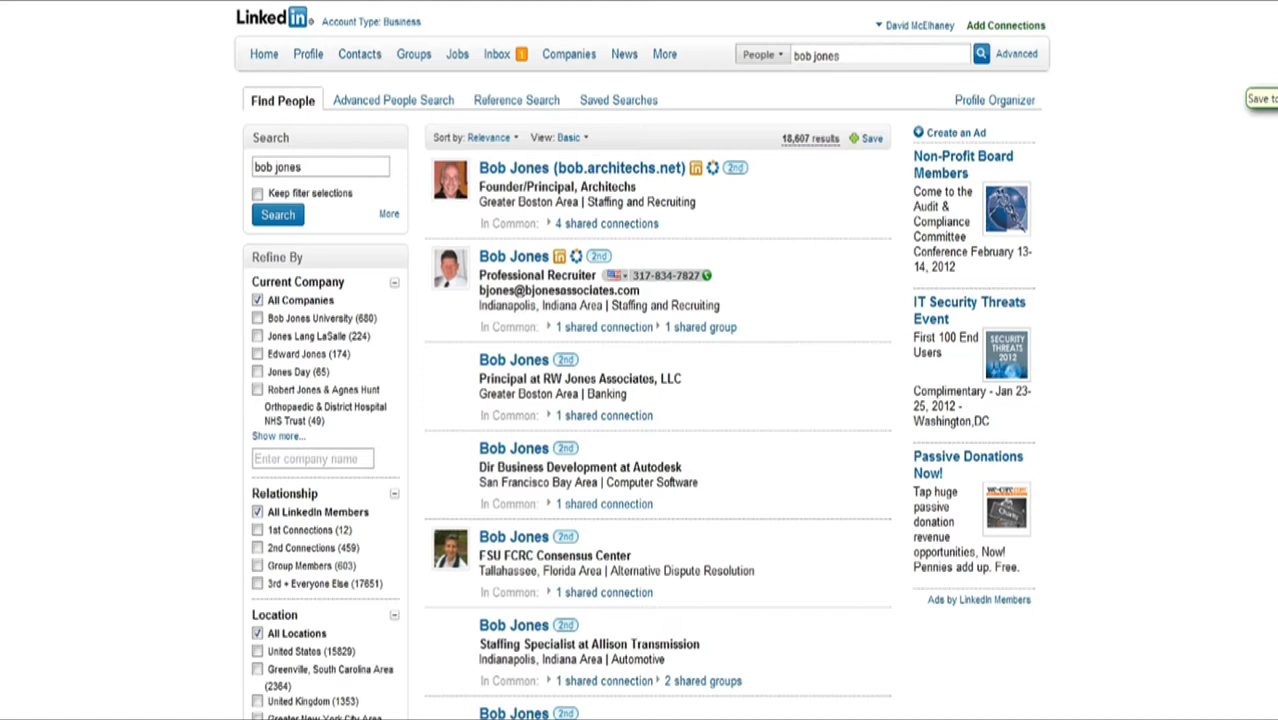 Linked in® Account Type: Business
David McElhaney Add Connections
Home Profile Contacts Groups Jobs Inbox 1 Companies News More
People bob jones Advanced
Find People Advanced People Search Reference Search Saved Searches Profile Organizer
Save to
Search
bob jones
Keep filter selections
Search More
Refine By
Current Company
All Companies
Bob Jones University (680)
Jones Lang LaSalle (224)
Edward Jones (174)
Jones Day (65)
Robert Jones & Agnes Hunt
Orthopaedic & District Hospital
NHS Trust (49)
Show more...
Enter company name
Relationship
All LinkedIn Members
1st Connections (12)
2nd Connections (459)
Group Members (603)
3rd + Everyone Else (17651)
Location
All Locations
United States (15829)
Greenville, South Carolina Area
(2364)
United Kingdom (1353)
Greater New York City Area
Sort by: Relevance View: Basic 18,607 results Save
Bob Jones (bob.architechs.net) in 2nd
Founder/Principal, Architechs
Greater Boston Area | Staffing and Recruiting
In Common: 4 shared connections
Bob Jones in 2nd
Professional Recruiter 317-834-7827
bjones@bjonesassociates.com
Indianapolis, Indiana Area | Staffing and Recruiting
In Common: 1 shared connection 1 shared group
Bob Jones 2nd
Principal at RW Jones Associates, LLC
Greater Boston Area | Banking
In Common: 1 shared connection
Bob Jones 2nd
Dir Business Development at Autodesk
San Francisco Bay Area | Computer Software
In Common: 1 shared connection
Bob Jones 2nd
FSU FCRC Consensus Center
Tallahassee, Florida Area | Alternative Dispute Resolution
In Common: 1 shared connection
Bob Jones 2nd
Staffing Specialist at Allison Transmission
Indianapolis, Indiana Area | Automotive
In Common: 1 shared connection 2 shared groups
Bob Jones 2nd
Create an Ad
Non-Profit Board
Members
Come to the
Audit &
Compliance
Committee
Conference February 13-
14, 2012
IT Security Threats
Event
First 100 End
Users
SECURITY
THREATS
2012
Complimentary - Jan 23-
25, 2012 -
Washington,DC
Passive Donations
Now!
Tap huge
passive
donation
revenue
opportunities, Now!
Pennies add up. Free.
Charity
Ads by LinkedIn Members